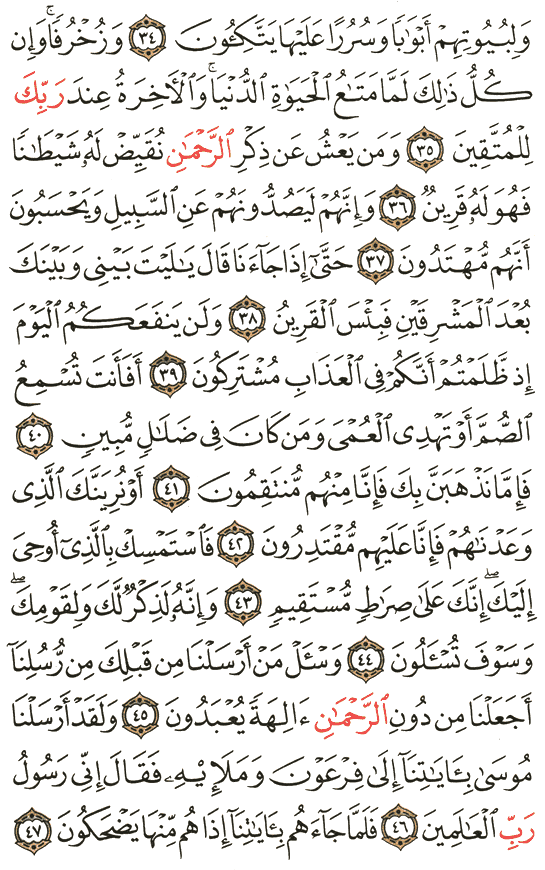 وَلِبُيُوتِهِمْ أَبْوَٰبًا وَسُرُرًا عَلَيْهَا يَتَّكِـُٔونَ ٣٤ وَزُخْرُفًا ۚ وَإِن
كُلُّ ذَٰلِكَ لَمَّا مَتَـٰعُ ٱلْحَيَوٰةِ ٱلدُّنْيَا ۚ وَٱلْـَٔاخِرَةُ عِندَ رَبِّكَ
لِلْمُتَّقِينَ ٣٥ وَمَن يَعْشُ عَن ذِكْرِ ٱلرَّحْمَـٰنِ نُقَيِّضْ لَهُۥ شَيْطَـٰنًا
فَهُوَ لَهُۥ قَرِينٌ ٣٦ وَإِنَّهُمْ لَيَصُدُّونَهُمْ عَنِ ٱلسَّبِيلِ وَيَحْسَبُونَ
أَنَّهُم مُّهْتَدُونَ ٣٧ حَتَّىٰٓ إِذَا جَآءَنَا قَالَ يَـٰلَيْتَ بَيْنِى وَبَيْنَكَ
بُعْدَ ٱلْمَشْرِقَيْنِ فَبِئْسَ ٱلْقَرِينُ ٣٨ وَلَن يَنفَعَكُمُ ٱلْيَوْمَ
إِذ ظَّلَمْتُمْ أَنَّكُمْ فِى ٱلْعَذَابِ مُشْتَرِكُونَ ٣٩ أَفَأَنتَ تُسْمِعُ
ٱلصُّمَّ أَوْ تَهْدِى ٱلْعُمْىَ وَمَن كَانَ فِى ضَلَـٰلٍ مُّبِينٍ ٤٠
فَإِمَّا نَذْهَبَنَّ بِكَ فَإِنَّا مِنْهُم مُّنتَقِمُونَ ٤١ أَوْ نُرِيَنَّكَ ٱلَّذِى
وَعَدْنَـٰهُمْ فَإِنَّا عَلَيْهِم مُّقْتَدِرُونَ ٤٢ فَٱسْتَمْسِكْ بِٱلَّذِىٓ أُوحِىَ
إِلَيْكَ ۖ إِنَّكَ عَلَىٰ صِرَٰطٍ مُّسْتَقِيمٍ ٤٣ وَإِنَّهُۥ لَذِكْرٌ لَّكَ وَلِقَوْمِكَ ۖ
وَسَوْفَ تُسْـَٔلُونَ ٤٤ وَسْـَٔلْ مَنْ أَرْسَلْنَا مِن قَبْلِكَ مِن رُّسُلِنَآ
أَجَعَلْنَا مِن دُونِ ٱلرَّحْمَـٰنِ ءَالِهَةً يُعْبَدُونَ ٤٥ وَلَقَدْ أَرْسَلْنَا
مُوسَىٰ بِـَٔايَـٰتِنَآ إِلَىٰ فِرْعَوْنَ وَمَلَإِي۟هِۦ فَقَالَ إِنِّى رَسُولُ
رَبِّ ٱلْعَـٰلَمِينَ ٤٦ فَلَمَّا جَآءَهُم بِـَٔايَـٰتِنَآ إِذَا هُم مِّنْهَا يَضْحَكُونَ ٤٧